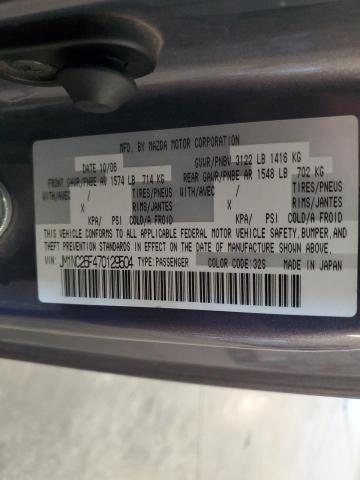 MFD. BY MAZDA MOTOR CORPORATION
DATE 10/06 GVWR/PNBV 3122 LB 1416 KG
FRONT GAWR/PNBE AV 1574 LB 714 KG REAR GAWR/PNBE AR 1548 LB 702 KG
WITH/AVEC / TIRES/PNEUS WITH/AVEC / TIRES/PNEUS
X RIMS/JANTES X RIMS/JANTES
KPA/ PSI COLD/A FROID KPA/ PSI COLD/A FROID
THIS VEHICLE CONFORMS TO ALL APPLICABLE FEDERAL MOTOR VEHICLE SAFETY, BUMPER, AND THEFT PREVENTION STANDARDS IN EFFECT ON THE DATE OF MANUFACTURE SHOWN ABOVE.
VIN: JM1NC25F470129504 TYPE:PASSENGER COLOR CODE:32S MADE IN JAPAN